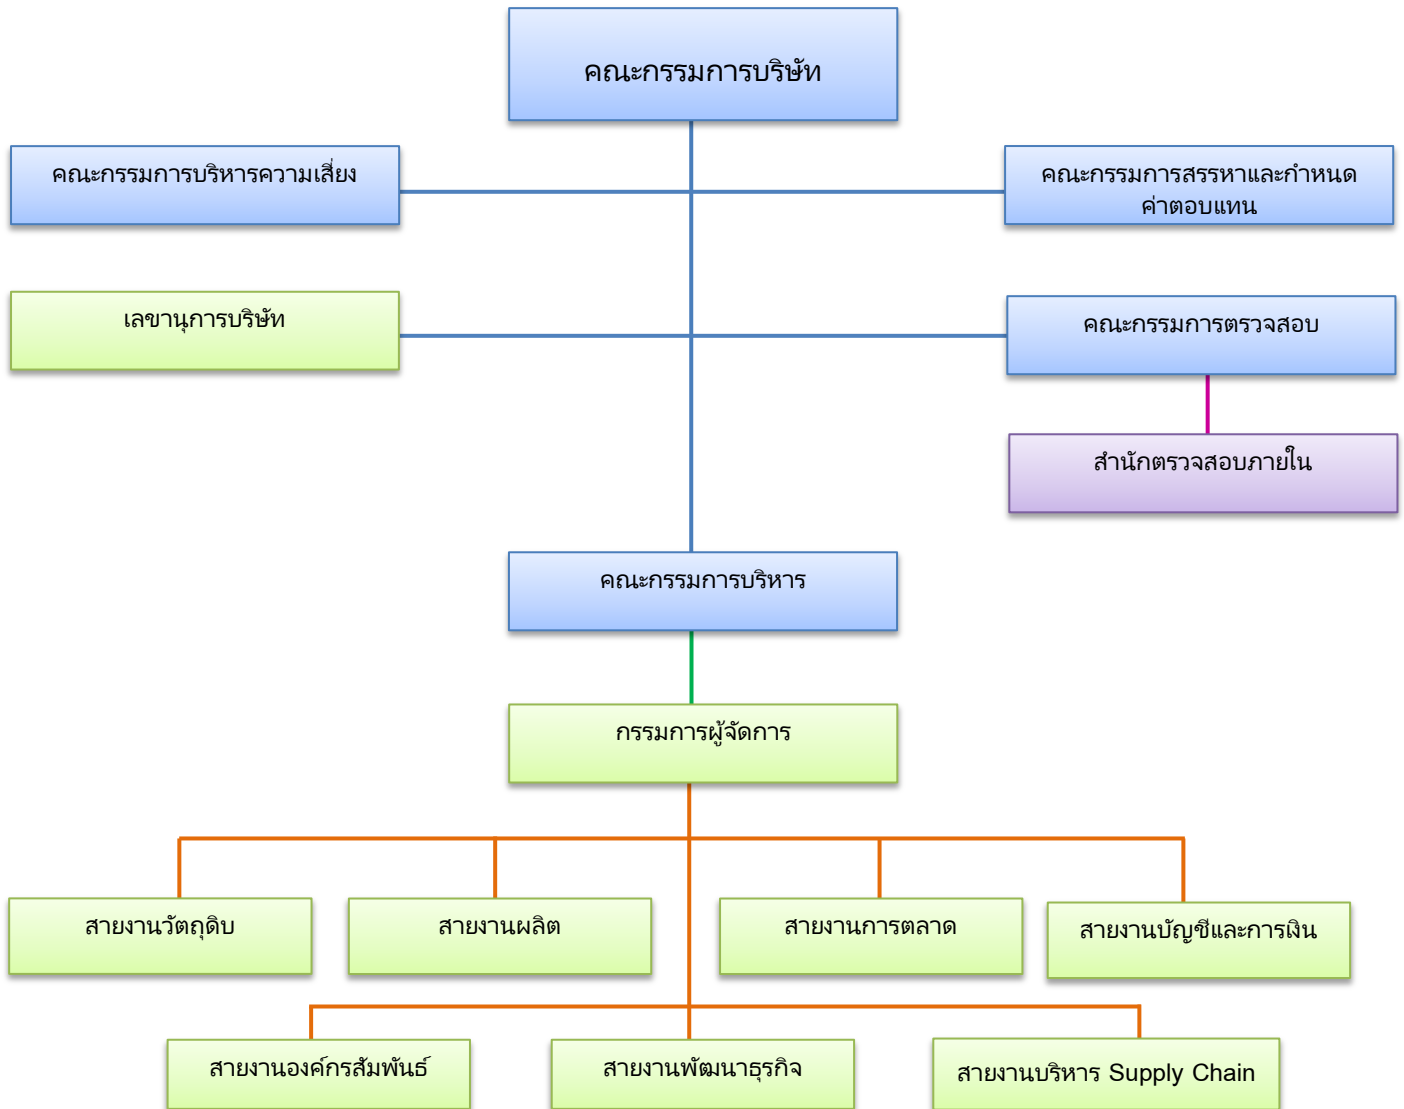 คณะกรรมการบริษัท
คณะกรรมการบริหารความเสี่ยง
คณะกรรมการสรรหาและกำหนด
ค่าตอบแทน
เลขานุการบริษัท
คณะกรรมการตรวจสอบ
สำนักตรวจสอบภายใน
คณะกรรมการบริหาร
กรรมการผู้จัดการ
สายงานวัตถุดิบ
สายงานผลิต
สายงานการตลาด
สายงานบัญชีและการเงิน
สายงานองค์กรสัมพันธ์
สายงานพัฒนาธุรกิจ
สายงานบริหาร Supply Chain